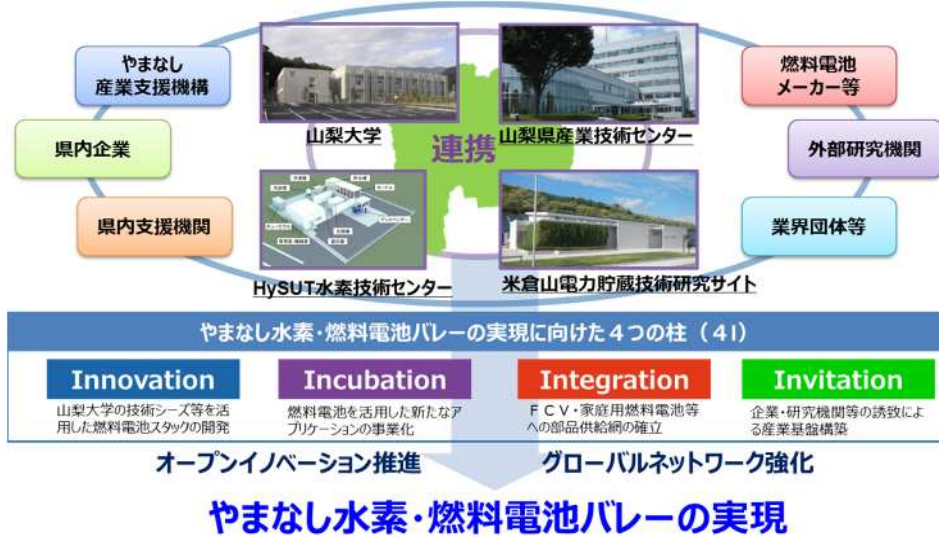 やまなし
産業支援機構
県内企業
県内支援機関
山梨大学
山梨県産業技術センター
連携
HySUT水素技術センター
米倉山電力貯蔵技術研究サイト
燃料電池
メーカー等
外部研究機関
業界団体等
やまなし水素・燃料電池バレーの実現に向けた４つの柱（４I）
Innovation
山梨大学の技術シーズ等を活
用した燃料電池スタックの開発
Incubation
燃料電池を活用した新たなア
プリケーションの事業化
Integration
ＦＣＶ・家庭用燃料電池等
への部品供給網の確立
Invitation
企業・研究機関等の誘致によ
る産業基盤構築
オープンイノベーション推進
グローバルネットワーク強化
やまなし水素・燃料電池バレーの実現